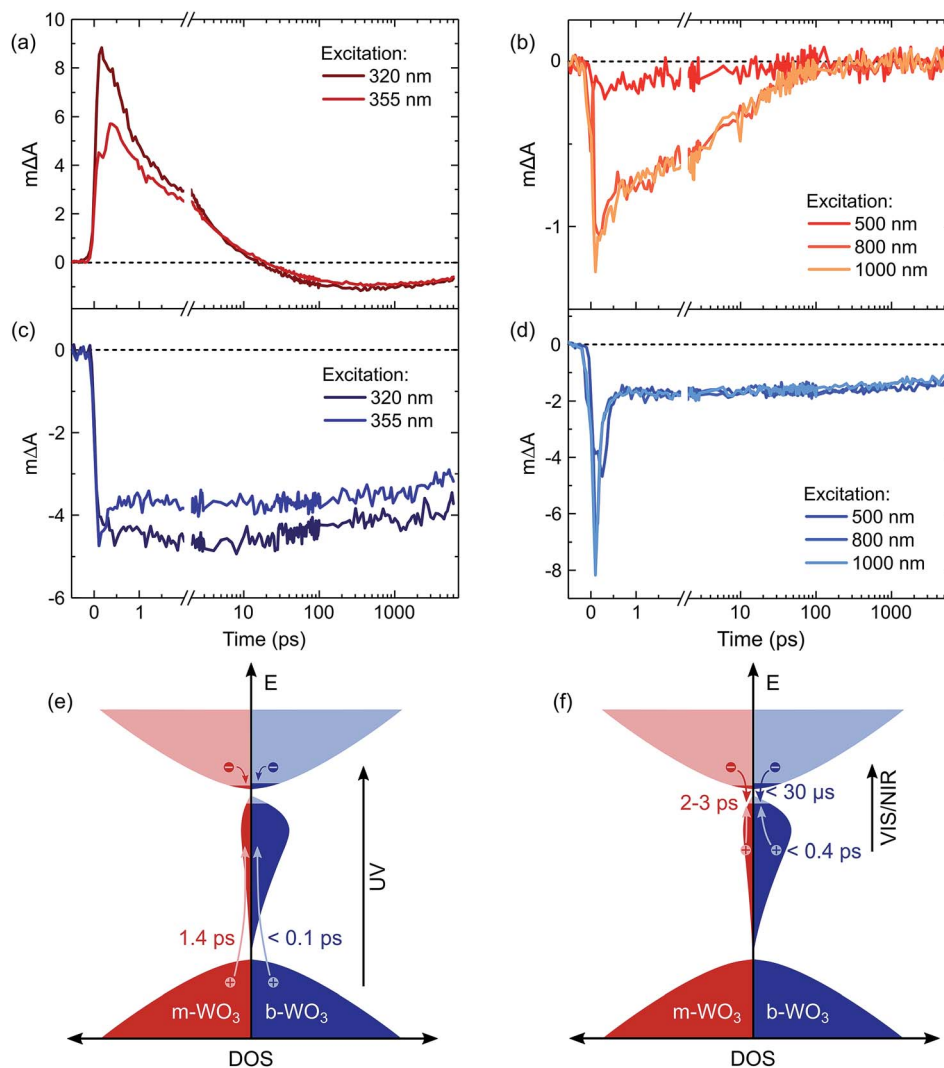 (a)
10
8
6
4
2
0
mΔΔA
Excitation:
320 nm
355 nm
(b)
0
-1
mΔΔA
Excitation:
500 nm
800 nm
1000 nm
(c)
0
-2
-4
-6
mΔA
Excitation:
320 nm
355 nm
0 1 10 100 1000
Time (ps)
(d)
0
-2
-4
-6
-8
mΔA
Excitation:
500 nm
800 nm
1000 nm
0 1 10 100 1000
Time (ps)
(e)
E
UV
1.4 ps
< 0.1 ps
m-WO₃
b-WO₃
DOS
(f)
E
VIS/NIR
2-3 ps
< 30 µs
< 0.4 ps
m-WO₃
b-WO₃
DOS